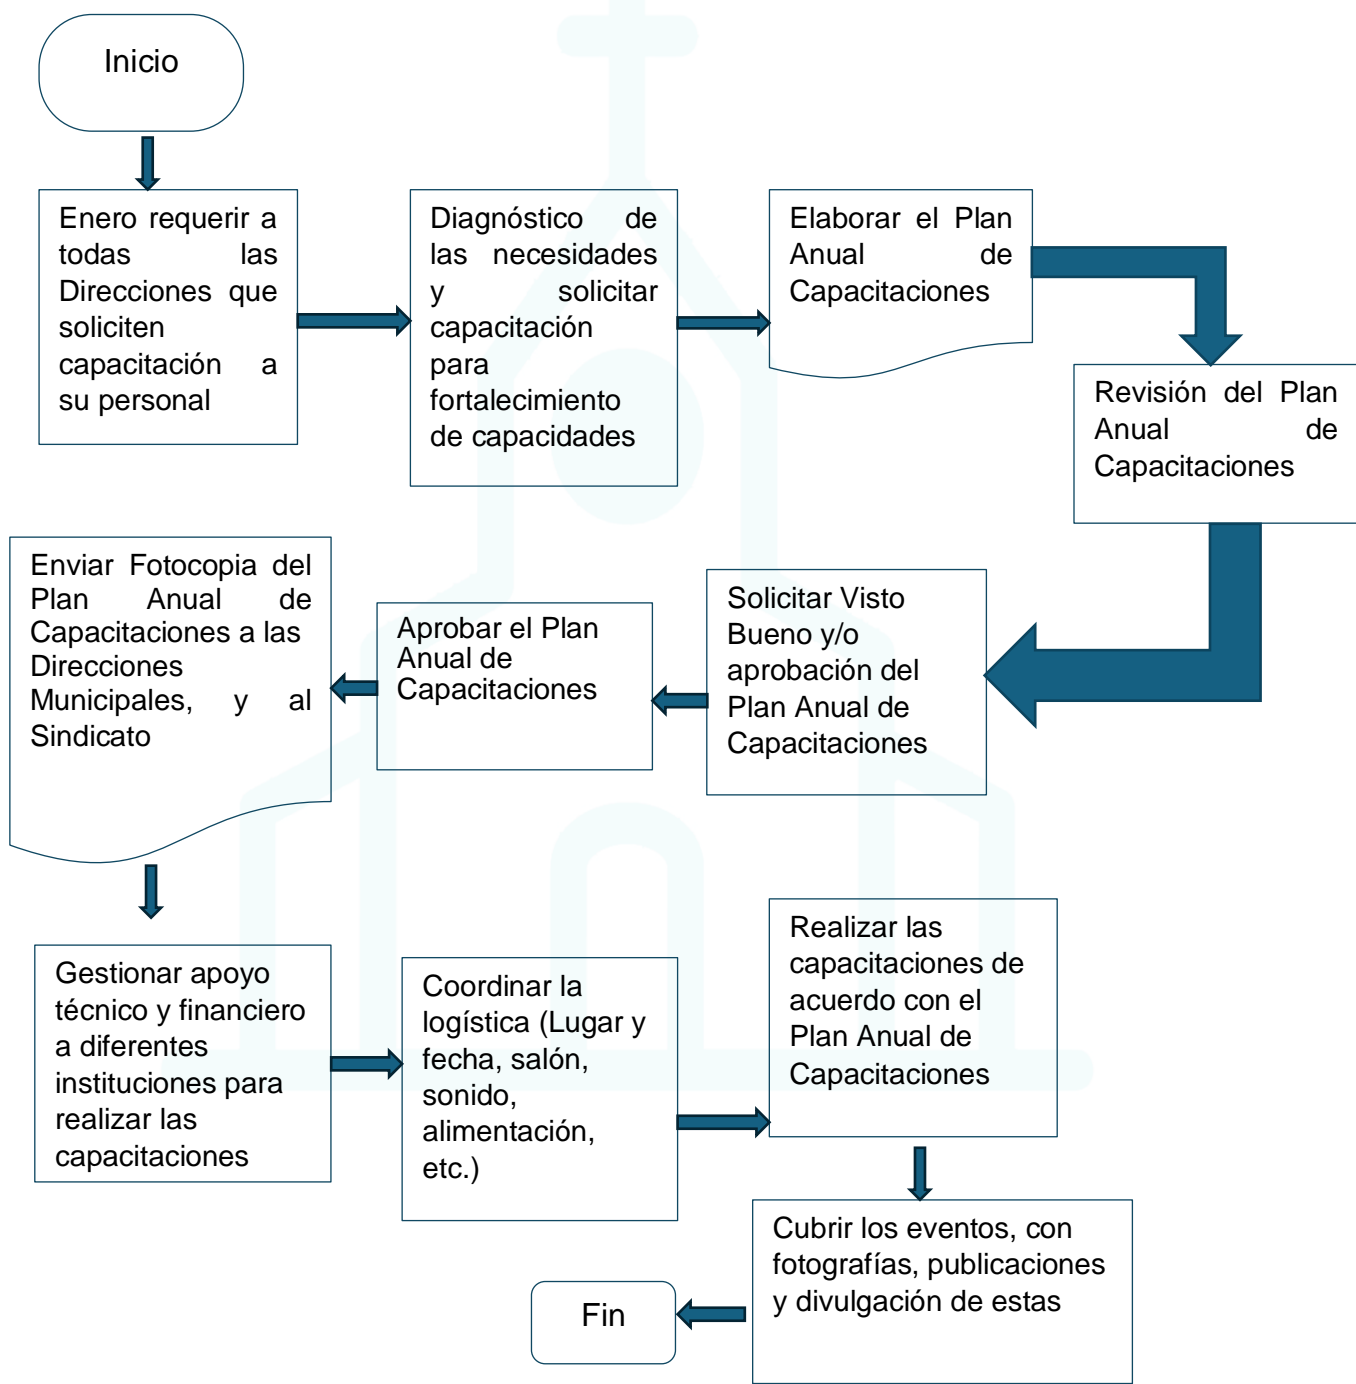 Inicio
Enero requerir a
todas las
Direcciones que
soliciten
capacitación a
su personal
Diagnóstico de
las necesidades
y solicitar
capacitación
para
fortalecimiento
de capacidades
Elaborar el Plan
Anual de
Capacitaciones
Revisión del Plan
Anual de
Capacitaciones
Solicitar Visto
Bueno y/o
aprobación del
Plan Anual de
Capacitaciones
Aprobar el Plan
Anual de
Capacitaciones
Enviar Fotocopia del
Plan Anual de
Capacitaciones a las
Direcciones
Municipales, y al
Sindicato
Gestionar apoyo
técnico y financiero
a diferentes
instituciones para
realizar las
capacitaciones
Coordinar la
logística (Lugar y
fecha, salón,
sonido,
alimentación,
etc.)
Realizar las
capacitaciones de
acuerdo con el
Plan Anual de
Capacitaciones
Cubrir los eventos, con
fotografías, publicaciones
y divulgación de estas
Fin